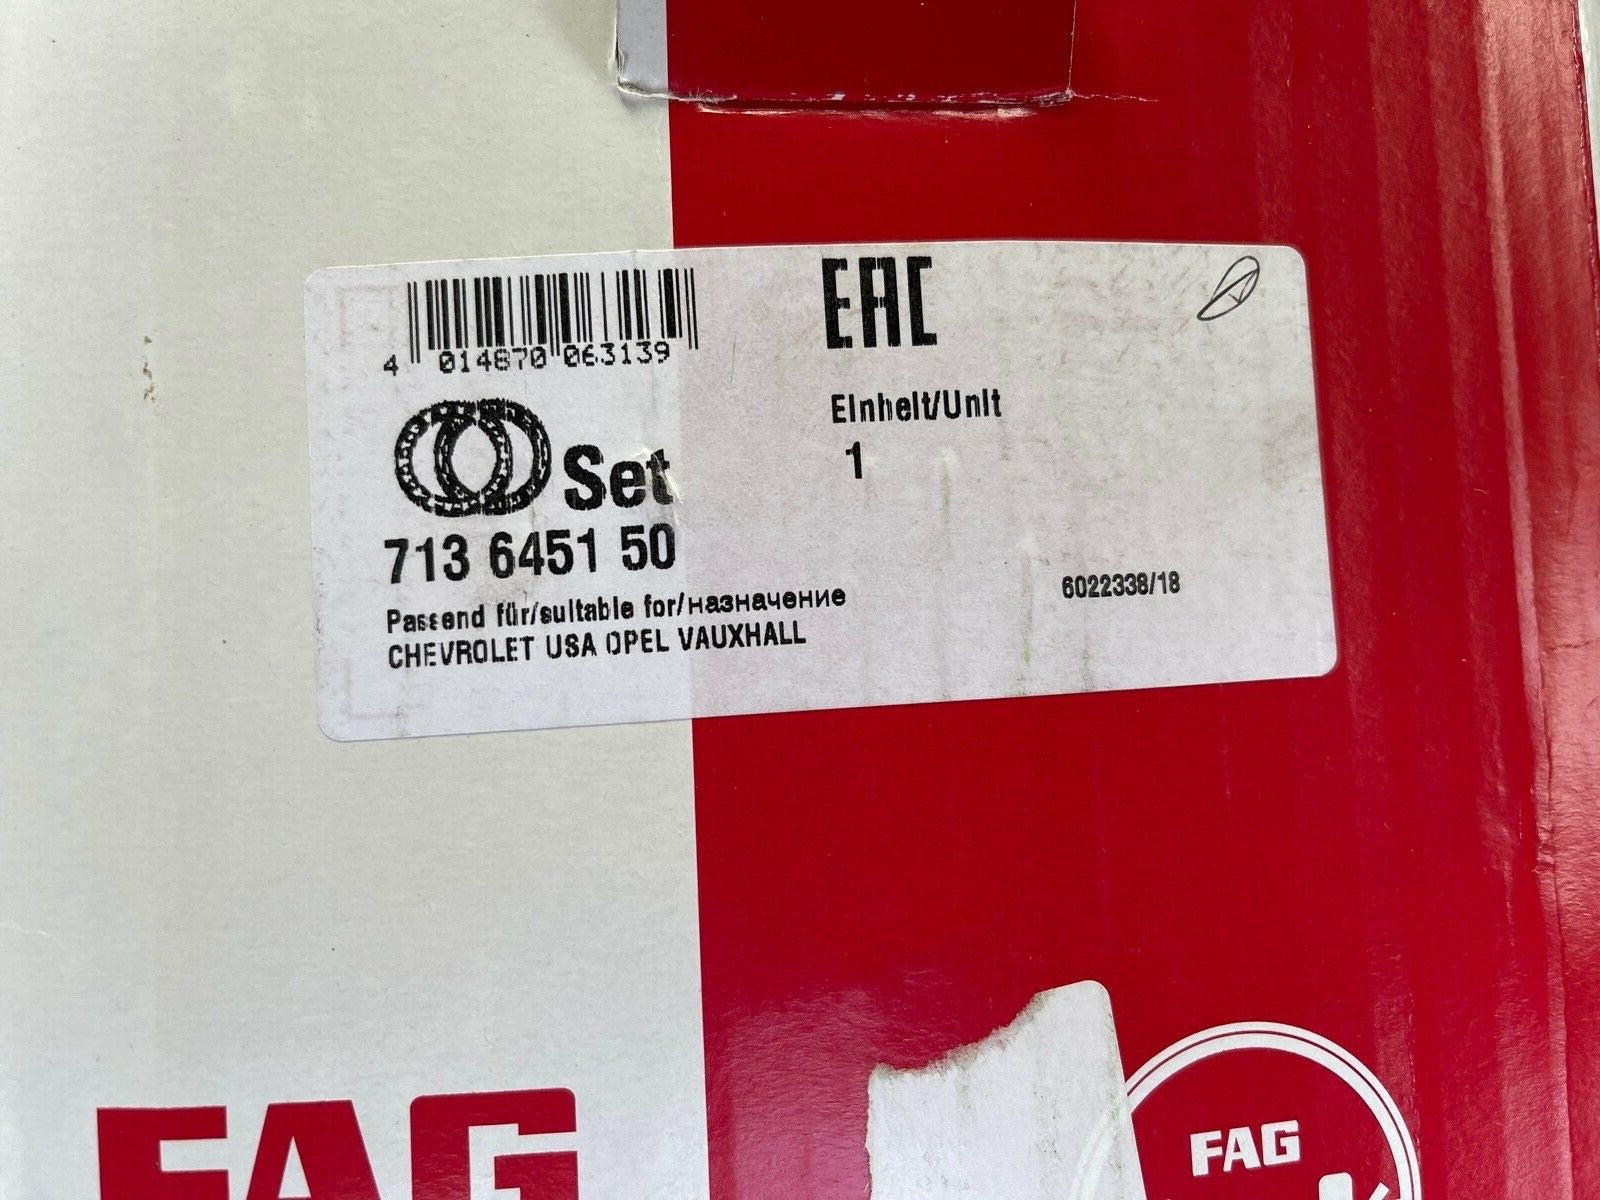 4 014870 063139
EAC
Einheit/Unit
1
Set
713 6451 50
Passend für/suitable for/назначение
6022338/18
CHEVROLET USA OPEL VAUXHALL
FAG
FAG